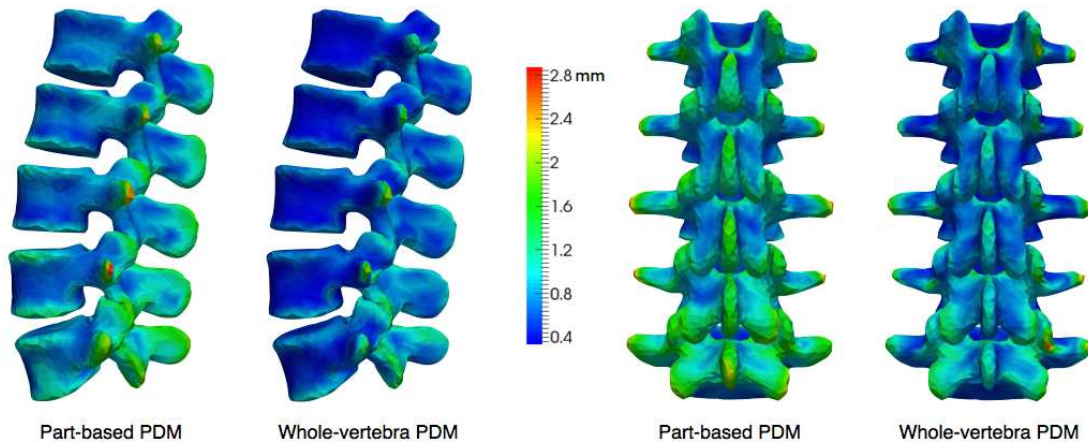 2.8 mm
2.4
2
1.6
1.2
0.8
0.4
Part-based PDM
Whole-vertebra PDM
Part-based PDM
Whole-vertebra PDM